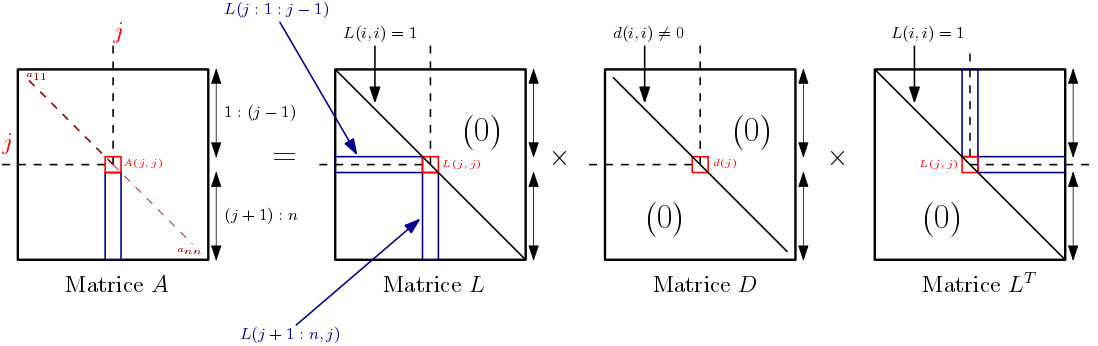 L(j : 1 : j − 1)
j
L(i, i) = 1
d(i, i) ≠ 0
L(i, i) = 1
a11
1 : (j − 1)
(0)
(0)
j
A(j, j)
=
L(j, j)
×
d(j)
×
L(j, j)
(j + 1) : n
(0)
(0)
ann
Matrice A
Matrice L
Matrice D
Matrice L^T
L(j + 1 : n, j)